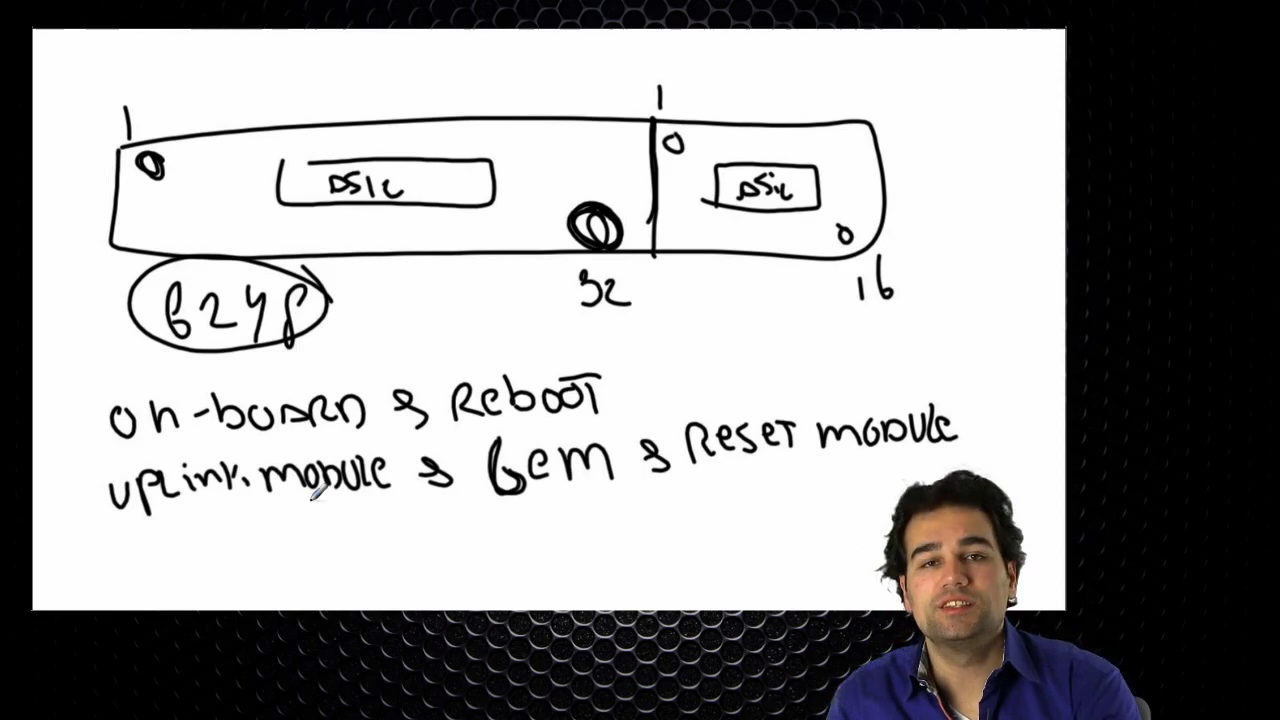 1 1
ASIC ASIC
32 16
6248
on-board & Reboot
uplink module & GEM & Reset module